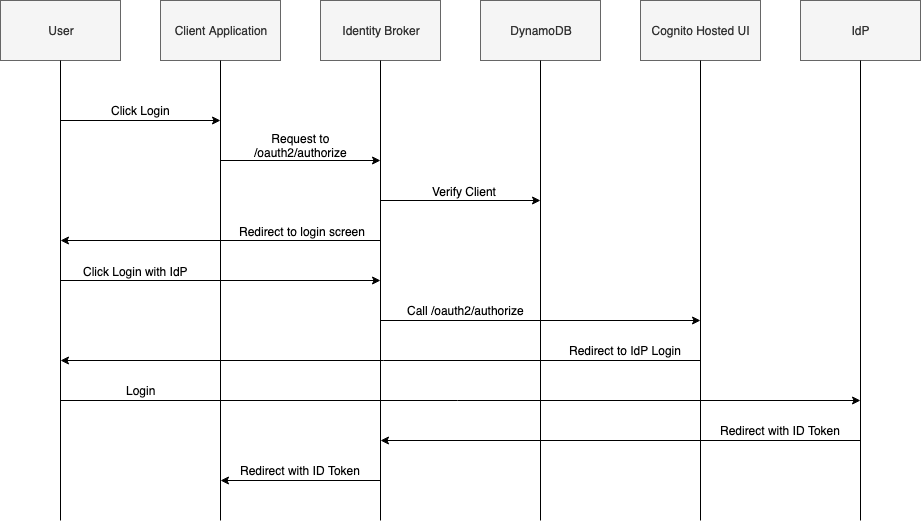 User
Client Application
Identity Broker
DynamoDB
Cognito Hosted UI
IdP
Click Login
Request to
/oauth2/authorize
Verify Client
Redirect to login screen
Click Login with IdP
Call /oauth2/authorize
Redirect to IdP Login
Login
Redirect with ID Token
Redirect with ID Token